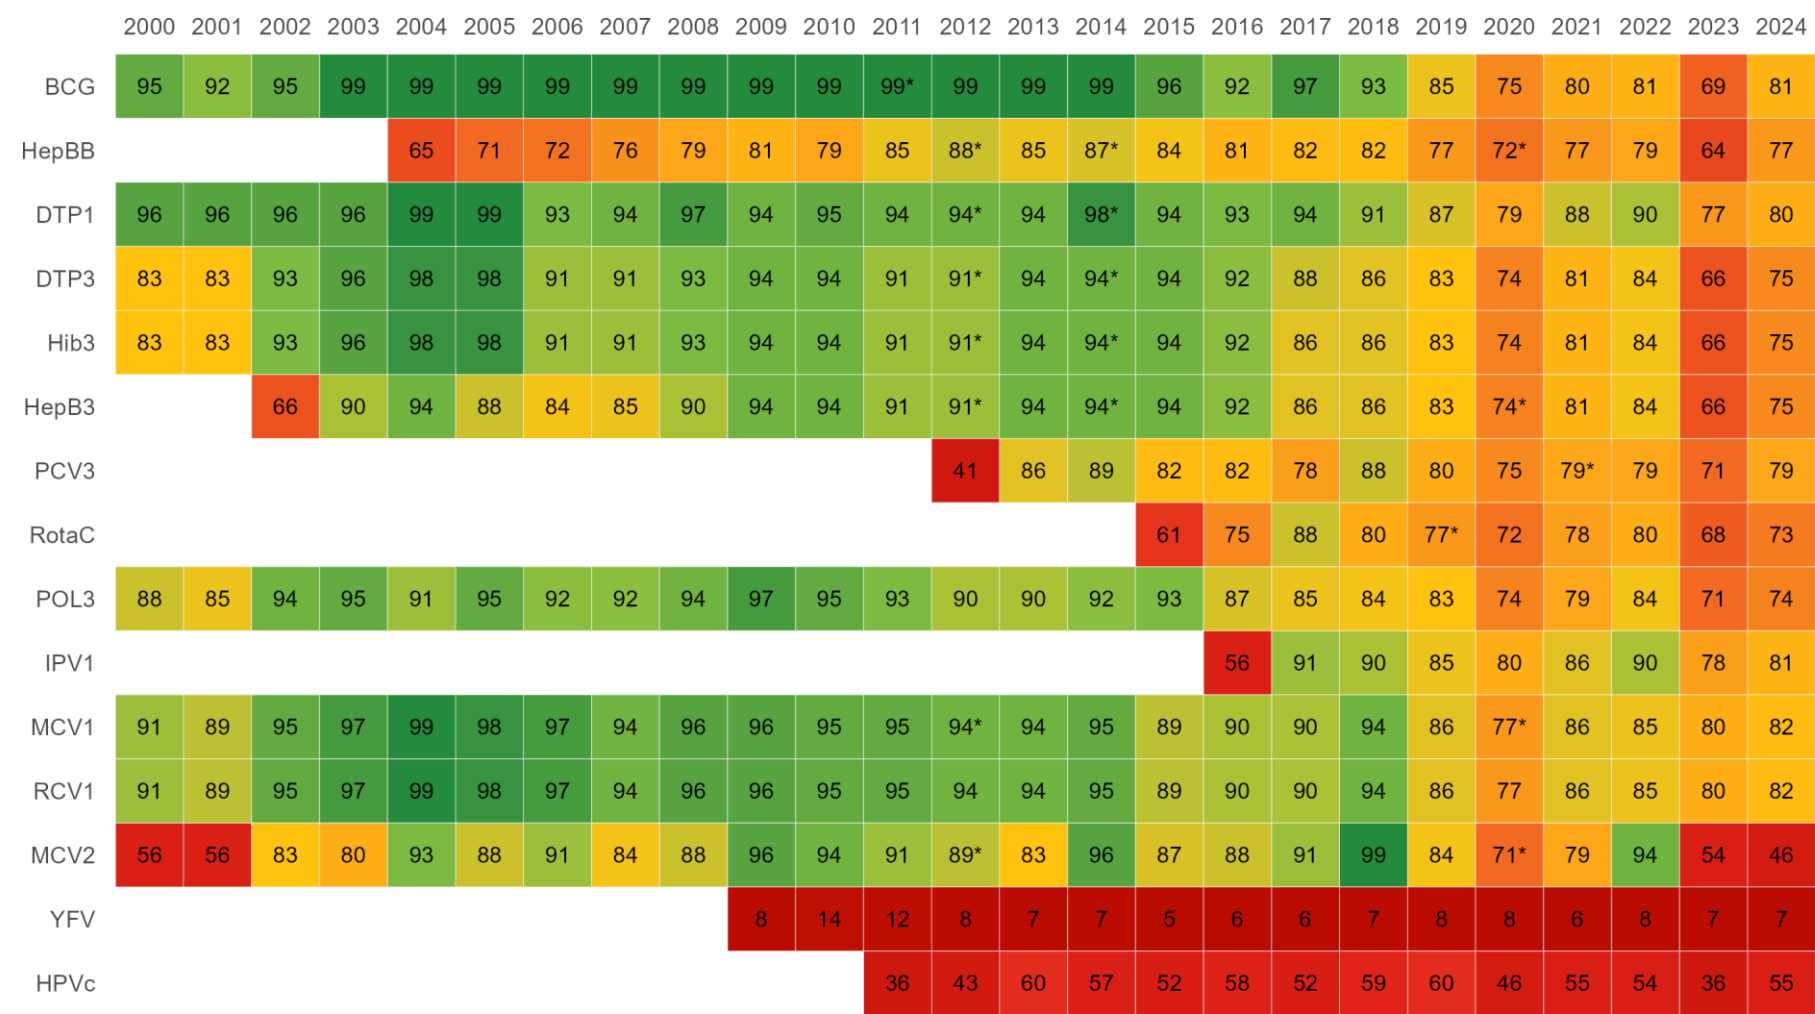 2000 2001 2002 2003 2004 2005 2006 2007 2008 2009 2010 2011 2012 2013 2014 2015 2016 2017 2018 2019 2020 2021 2022 2023 2024
BCG 95 92 95 99 99 99 99 99 99 99 99 99* 99 99 99 96 92 97 93 85 75 80 81 69 81
HepBB 65 71 72 76 79 81 79 85 88* 85 87* 84 81 82 82 77 72* 77 79 64 77
DTP1 96 96 96 96 99 99 93 94 97 94 95 94 94* 94 98* 94 93 94 91 87 79 88 90 77 80
DTP3 83 83 93 96 98 98 91 91 93 94 94 91 91* 94 94* 94 92 88 86 83 74 81 84 66 75
Hib3 83 83 93 96 98 98 91 91 93 94 94 91 91* 94 94* 94 92 86 86 83 74 81 84 66 75
HepB3 66 90 94 88 84 85 90 94 94 91 91* 94 94* 94 92 86 86 83 74* 81 84 66 75
PCV3 41 86 89 82 82 78 88 80 75 79* 79 71 79
RotaC 61 75 88 80 77* 72 78 80 68 73
POL3 88 85 94 95 91 95 92 92 94 97 95 93 90 90 92 93 87 85 84 83 74 79 84 71 74
IPV1 56 91 90 85 80 86 90 78 81
MCV1 91 89 95 97 99 98 97 94 96 96 95 95 94* 94 95 89 90 90 94 86 77* 86 85 80 82
RCV1 91 89 95 97 99 98 97 94 96 96 95 95 94 94 95 89 90 90 94 86 77 86 85 80 82
MCV2 56 56 83 80 93 88 91 84 88 96 94 91 89* 83 96 87 88 91 99 84 71* 79 94 54 46
YFV 8 14 12 8 7 7 5 6 6 7 8 8 6 8 7 7
HPVc 36 43 60 57 52 58 52 59 60 46 55 54 36 55